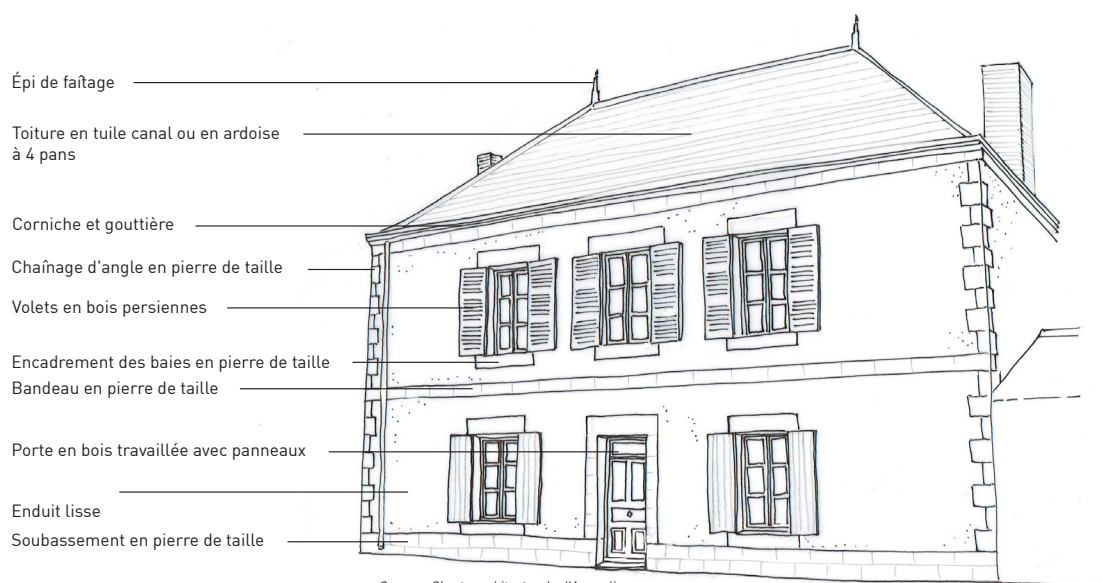 Épi de faîtage
Toiture en tuile canal ou en ardoise
à 4 pans
Corniche et gouttière
Chaînage d'angle en pierre de taille
Volets en bois persiennes
Encadrement des baies en pierre de taille
Bandeau en pierre de taille
Porte en bois travaillée avec panneaux
Enduit lisse
Soubassement en pierre de taille